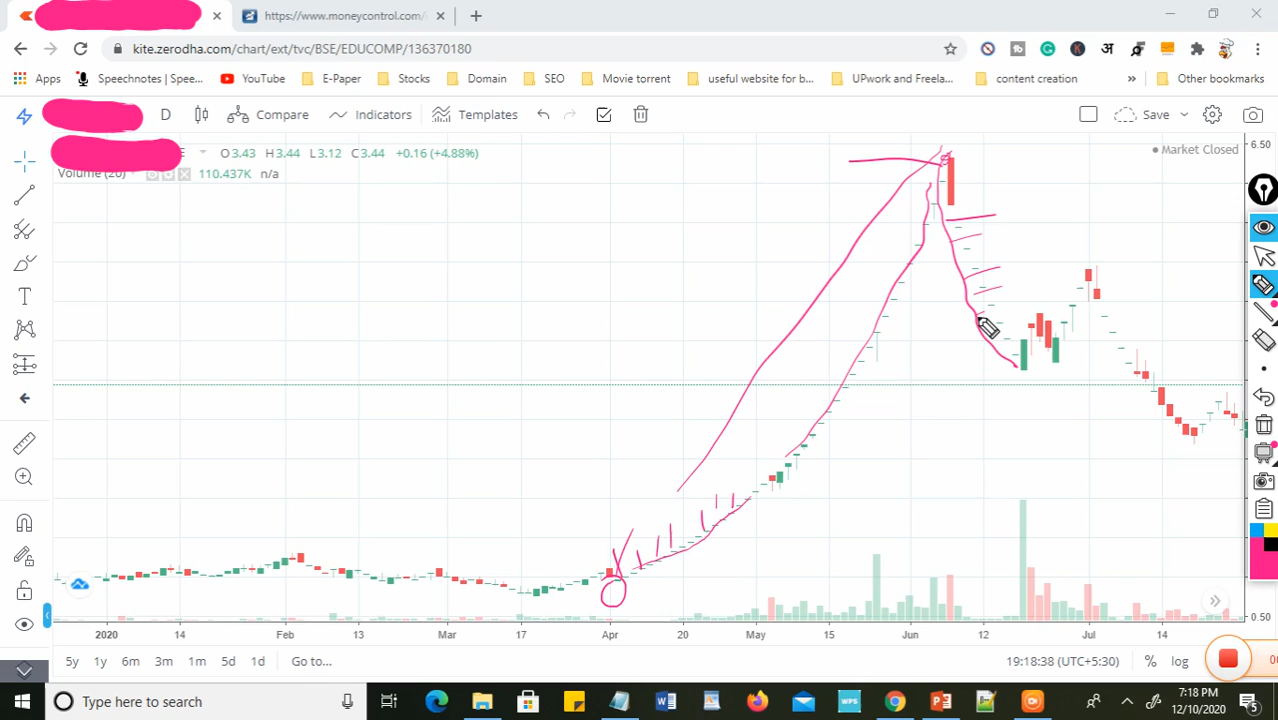 https://www.moneycontrol.com/
kite.zerodha.com/chart/ext/tvc/BSE/EDUCOMP/136370180
Apps Speechnotes | Spee... YouTube E-Paper Stocks Domain SEO Movie torrent useful website for b... UPwork and Freela... content creation » Other bookmarks
D Compare Indicators Templates Save
E O3.43 H3.44 L3.12 C3.44 +0.16 (+4.88%) Market Closed
Volume (20) 110.437K n/a
6.50
0.50
2020 14 Feb 13 Mar 17 Apr 20 May 15 Jun 12 Jul 14
5y 1y 6m 3m 1m 5d 1d Go to... 19:18:38 (UTC+5:30) % log
Type here to search
7:18 PM
12/10/2020
5